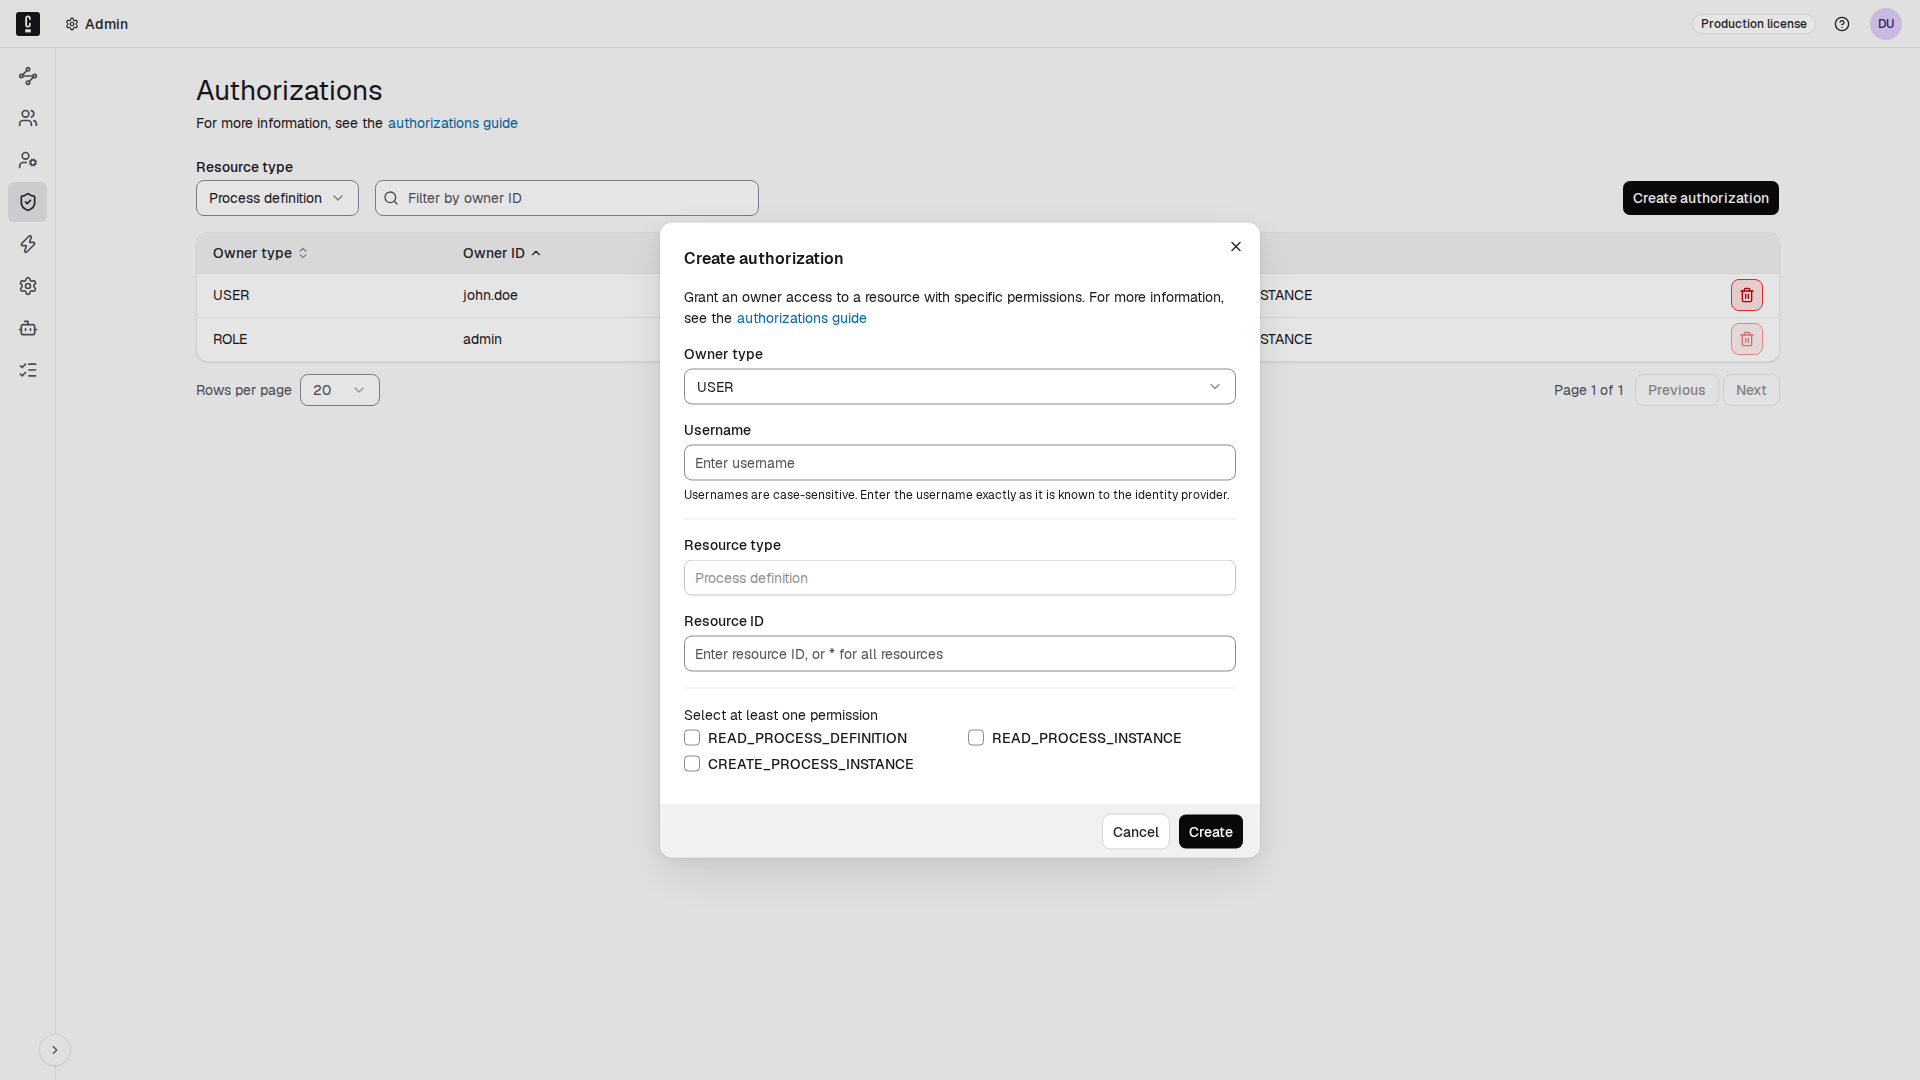 Admin
Production license
DU
Authorizations
For more information, see the authorizations guide
Resource type
Process definition
Filter by owner ID
Create authorization
Owner type
Owner ID
USER
john.doe
STANCE
ROLE
admin
STANCE
Rows per page
20
Page 1 of 1
Previous
Next
Create authorization
Grant an owner access to a resource with specific permissions. For more information,
see the authorizations guide
Owner type
USER
Username
Enter username
Usernames are case-sensitive. Enter the username exactly as it is known to the identity provider.
Resource type
Process definition
Resource ID
Enter resource ID, or * for all resources
Select at least one permission
READ_PROCESS_DEFINITION
READ_PROCESS_INSTANCE
CREATE_PROCESS_INSTANCE
Cancel
Create